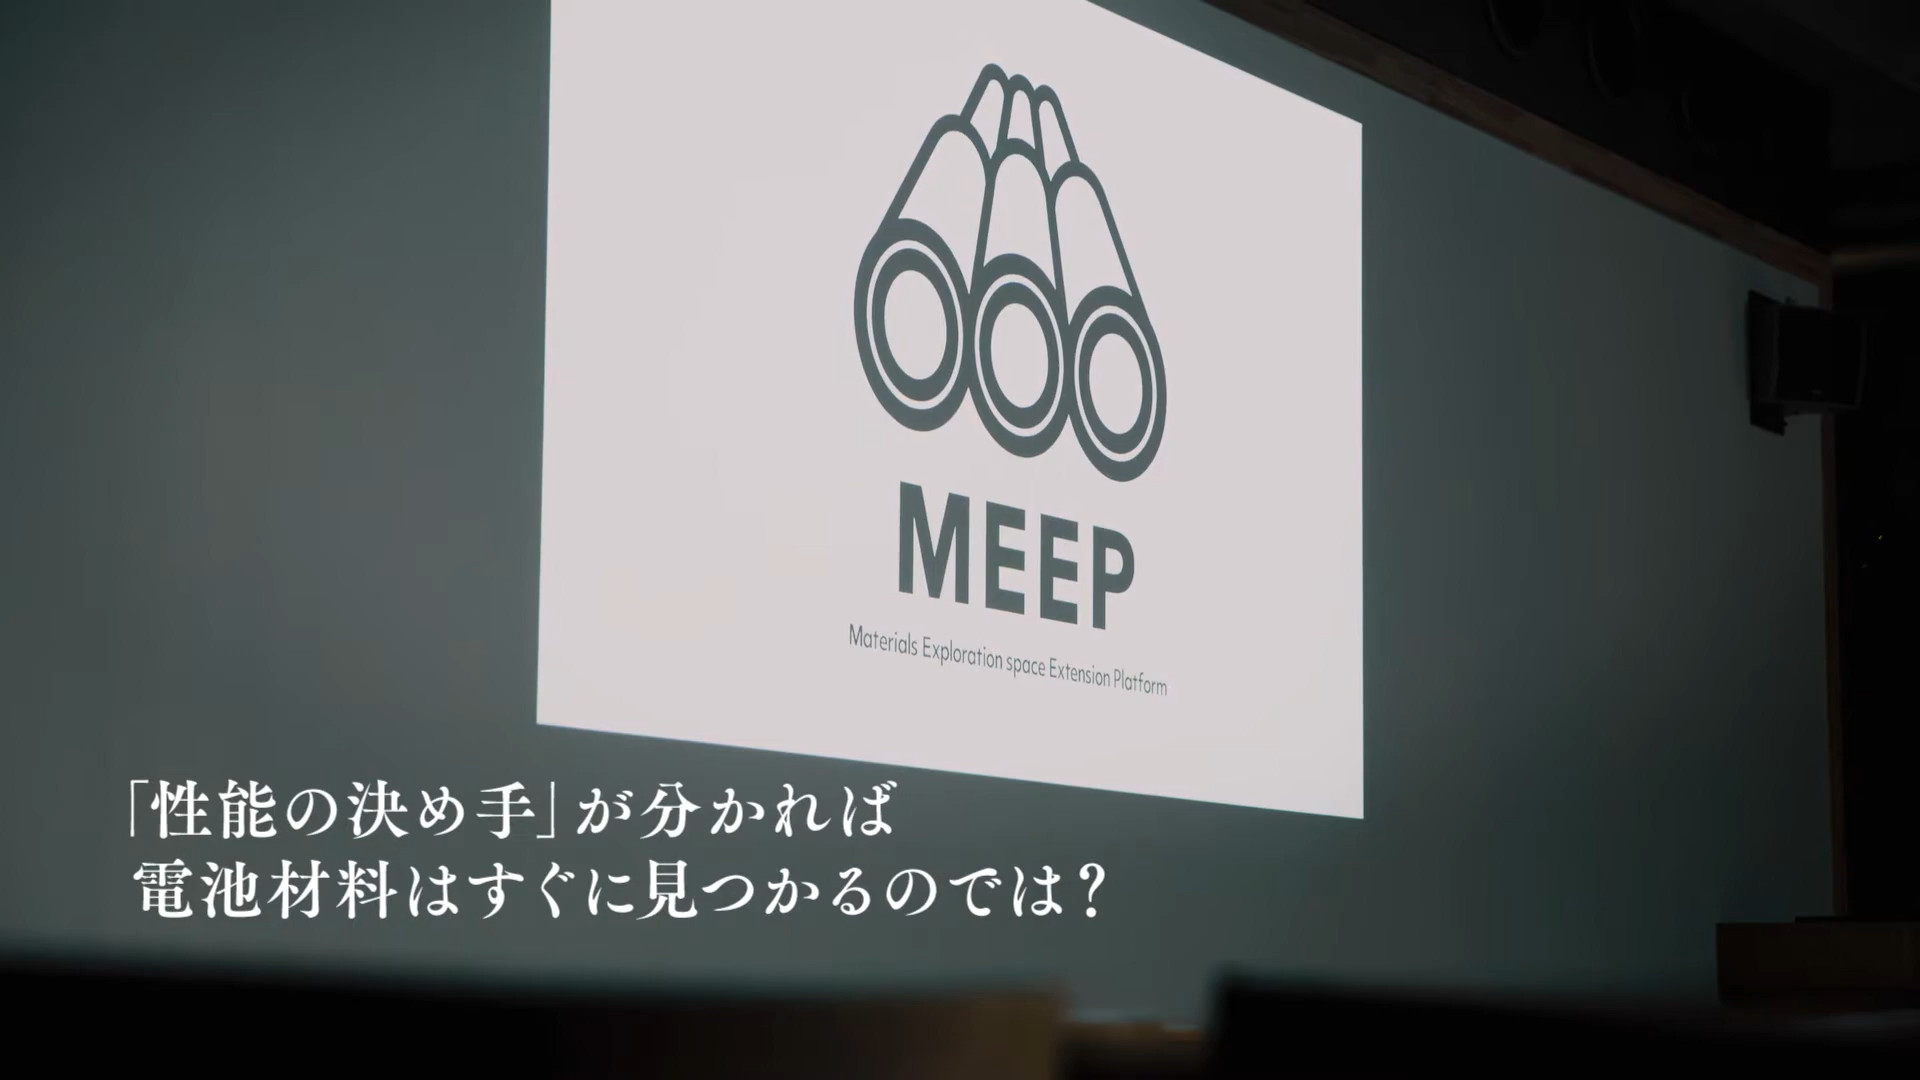 MEEP
Materials Exploration space Extension Platform
「性能の決め手」が分かれば
電池材料はすぐに見つかるのでは?